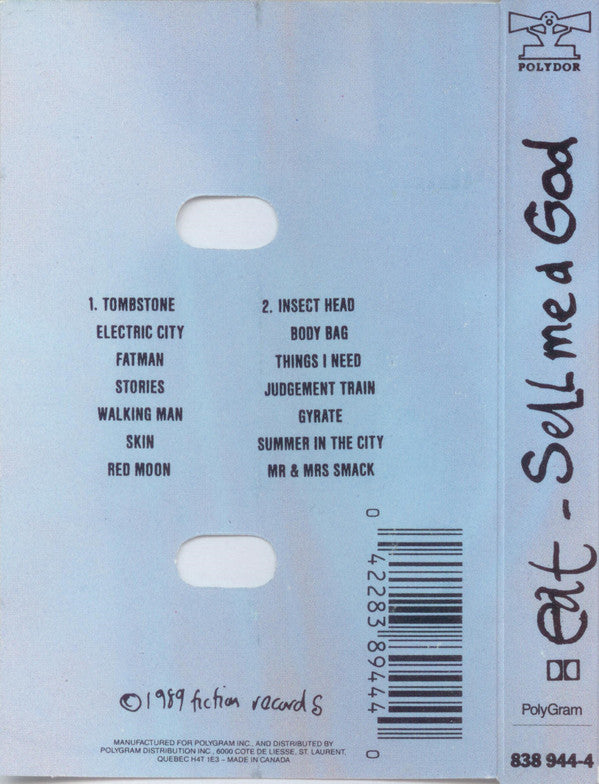 1. TOMBSTONE
ELECTRIC CITY
FATMAN
STORIES
WALKING MAN
SKIN
RED MOON
2. INSECT HEAD
BODY BAG
THINGS I NEED
JUDGEMENT TRAIN
GYRATE
SUMMER IN THE CITY
MR & MRS SMACK
0 42283 89444 0
©1989 fiction records
MANUFACTURED FOR POLYGRAM INC., AND DISTRIBUTED BY
POLYGRAM DISTRIBUTION INC., 6000 COTE DE LIESSE, ST. LAURENT,
QUEBEC H4T 1E3 – MADE IN CANADA
POLYDOR
eat - Sell me a God
PolyGram
838 944-4